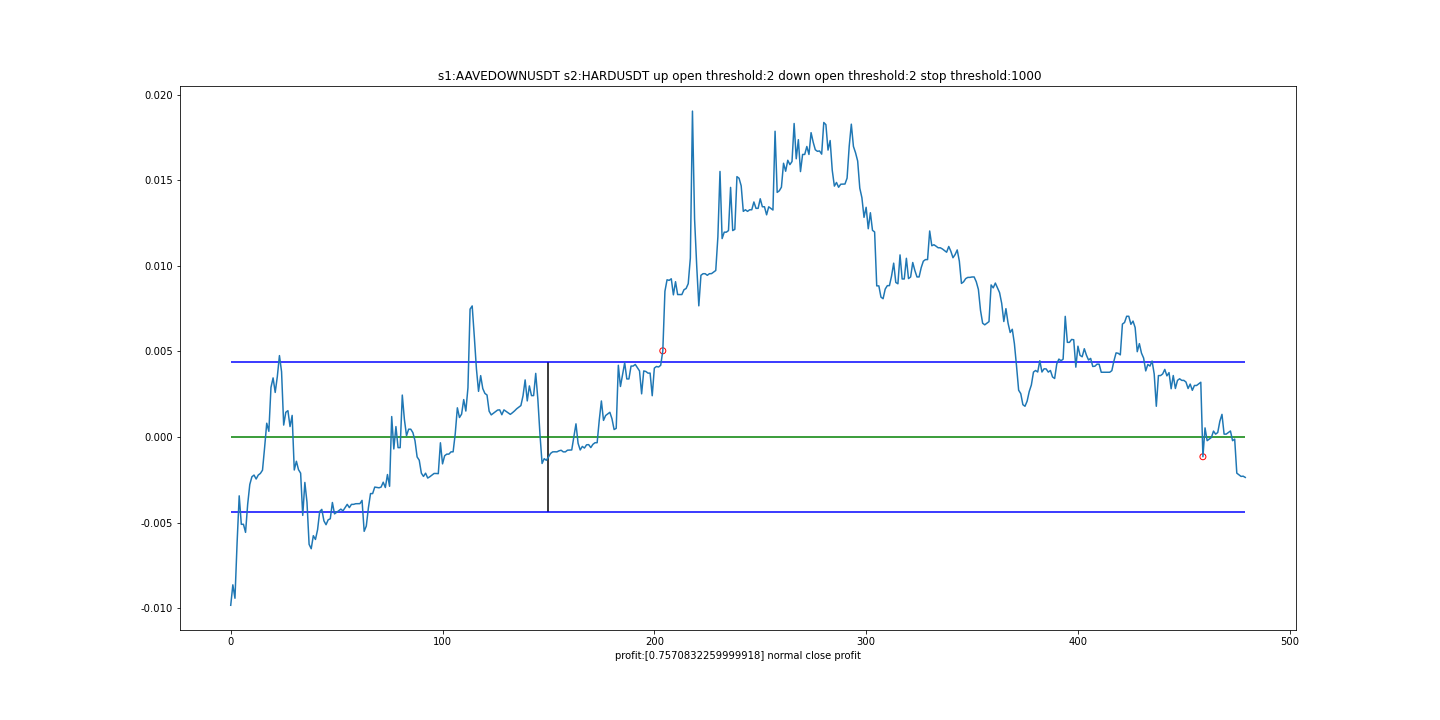 s1:AAVEDOWNUSDT s2:HARDUSDT up open threshold:2 down open threshold:2 stop threshold:1000
0.020
0.015
0.010
0.005
0.000
-0.005
-0.010
0 100 200 300 400 500
profit:[0.7570832259999918] normal close profit